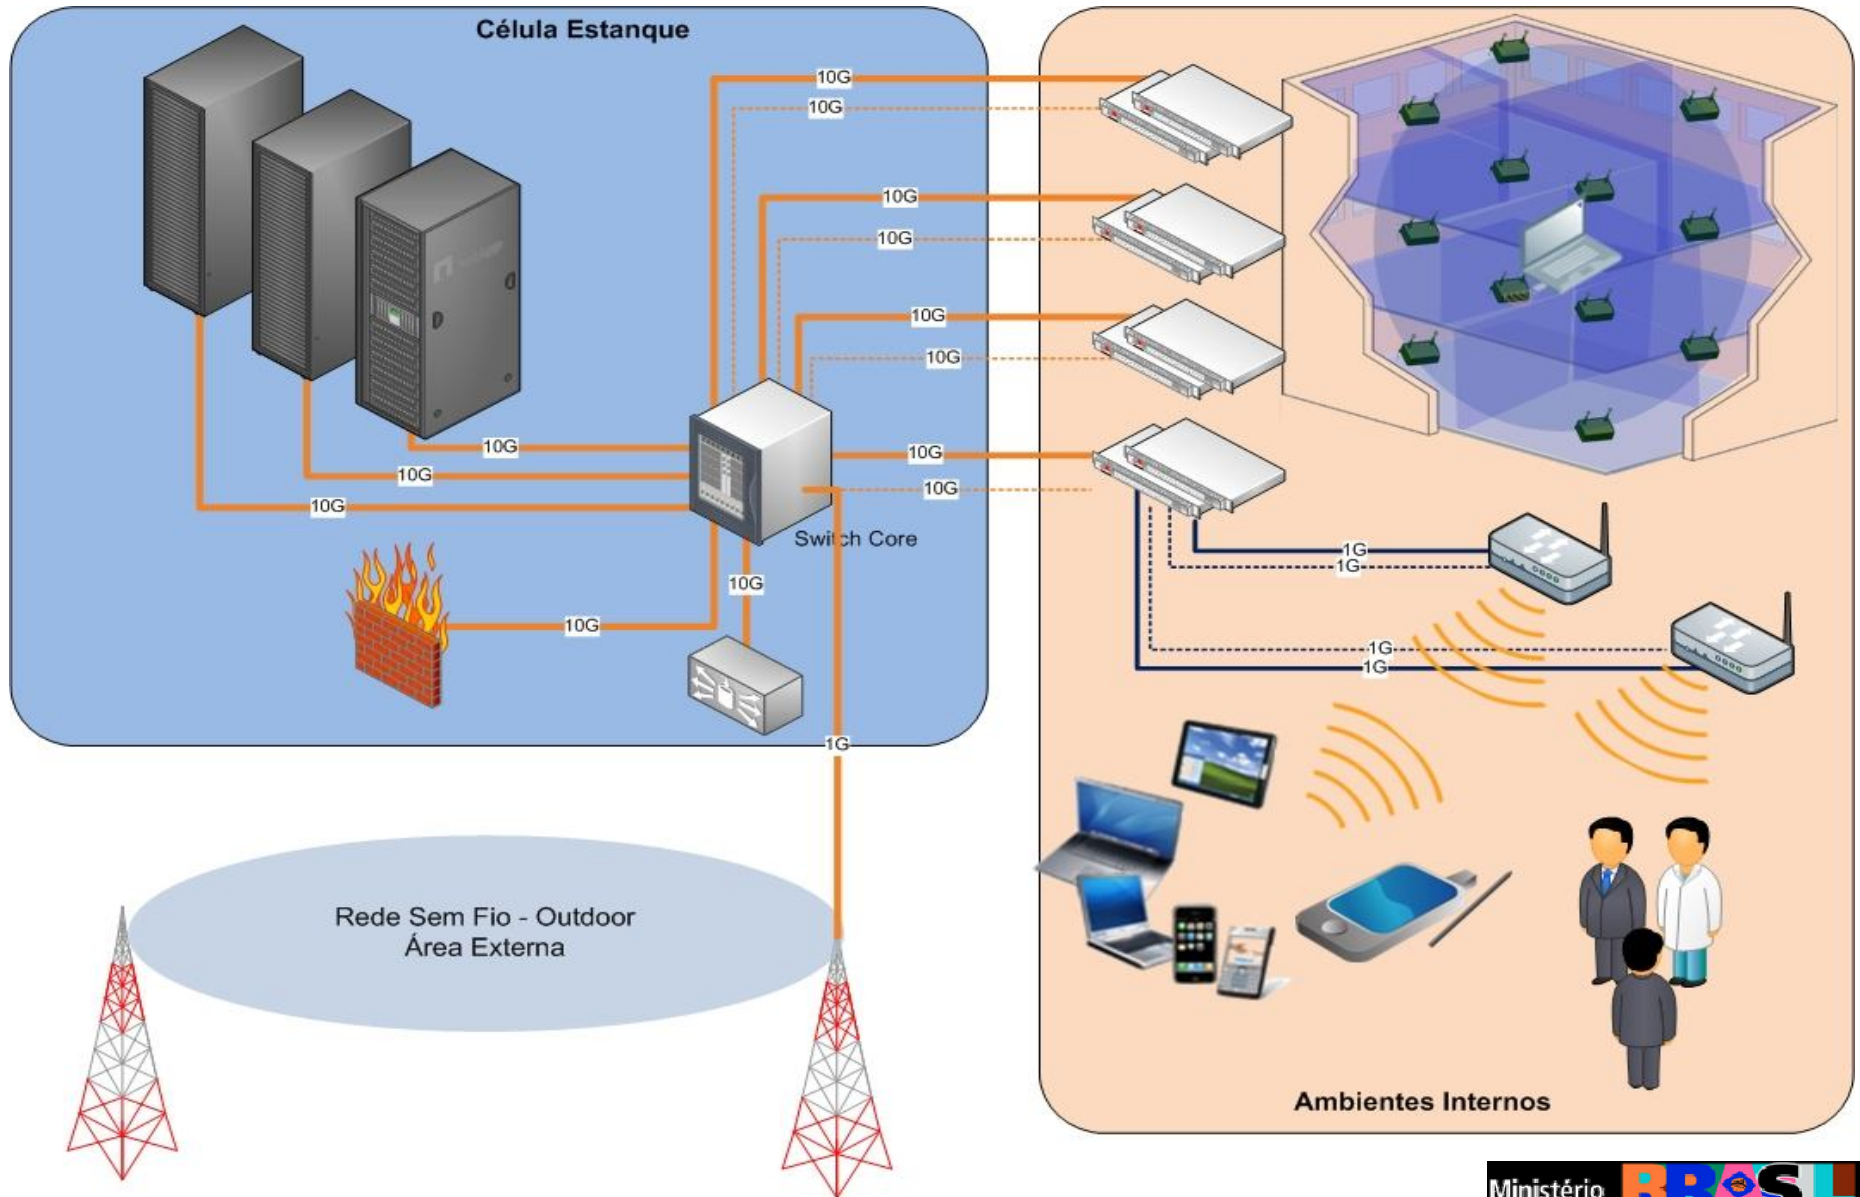 Célula Estanque
10G
10G
10G
10G
10G
10G
10G
10G
10G
10G
10G
Switch Core
10G
10G
1G
1G
1G
1G
1G
Rede Sem Fio - Outdoor
Área Externa
Ambientes Internos
Ministério
BRASIL